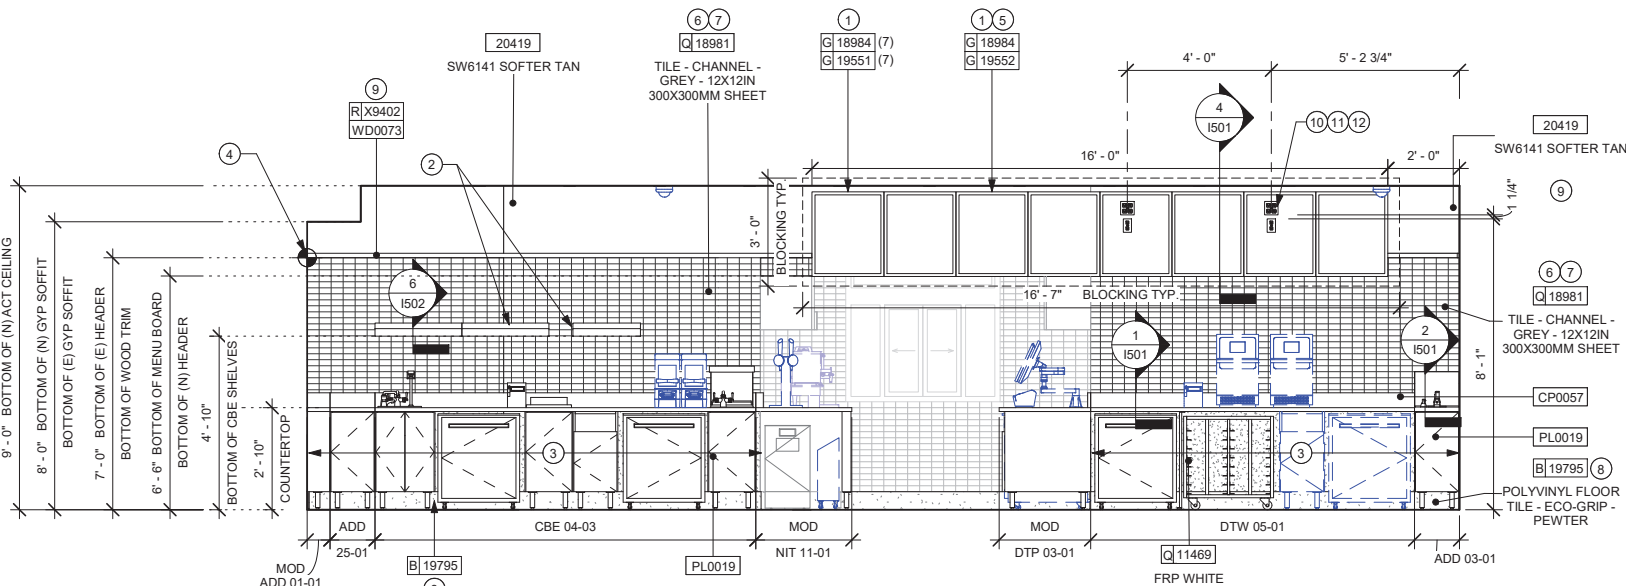 6 7
Q 18981
TILE - CHANNEL -
GREY - 12X12IN
300X300MM SHEET
20419
SW6141 SOFTER TAN
9
R X9402
WD0073
4
2
1
G 18984 (7)
G 19551 (7)
1 5
G 18984
G 19552
4' - 0"
5' - 2 3/4"
4
I501
10 11 12
16' - 0"
2' - 0"
20419
SW6141 SOFTER TAN
1 1/4"
9
3' - 0"
BLOCKING TYP.
16' - 7" BLOCKING TYP.
6
I502
1
I501
2
I501
6 7
Q 18981
TILE - CHANNEL -
GREY - 12X12IN
300X300MM SHEET
8' - 1"
CP0057
PL0019
B 19795 8
POLYVINYL FLOOR
TILE - ECO-GRIP -
PEWTER
9' - 0" BOTTOM OF (N) ACT CEILING
8' - 0" BOTTOM OF (N) GYP SOFFIT
BOTTOM OF (E) GYP SOFFIT
7' - 0" BOTTOM OF (E) HEADER
BOTTOM OF WOOD TRIM
6' - 6" BOTTOM OF MENU BOARD
BOTTOM OF (N) HEADER
4' - 10"
BOTTOM OF CBE SHELVES
2' - 10"
COUNTERTOP
3
3
MOD
ADD 01-01
ADD
25-01
CBE 04-03
MOD
NIT 11-01
MOD
DTP 03-01
DTW 05-01
ADD 03-01
B 19795
PL0019
Q 11469
FRP WHITE